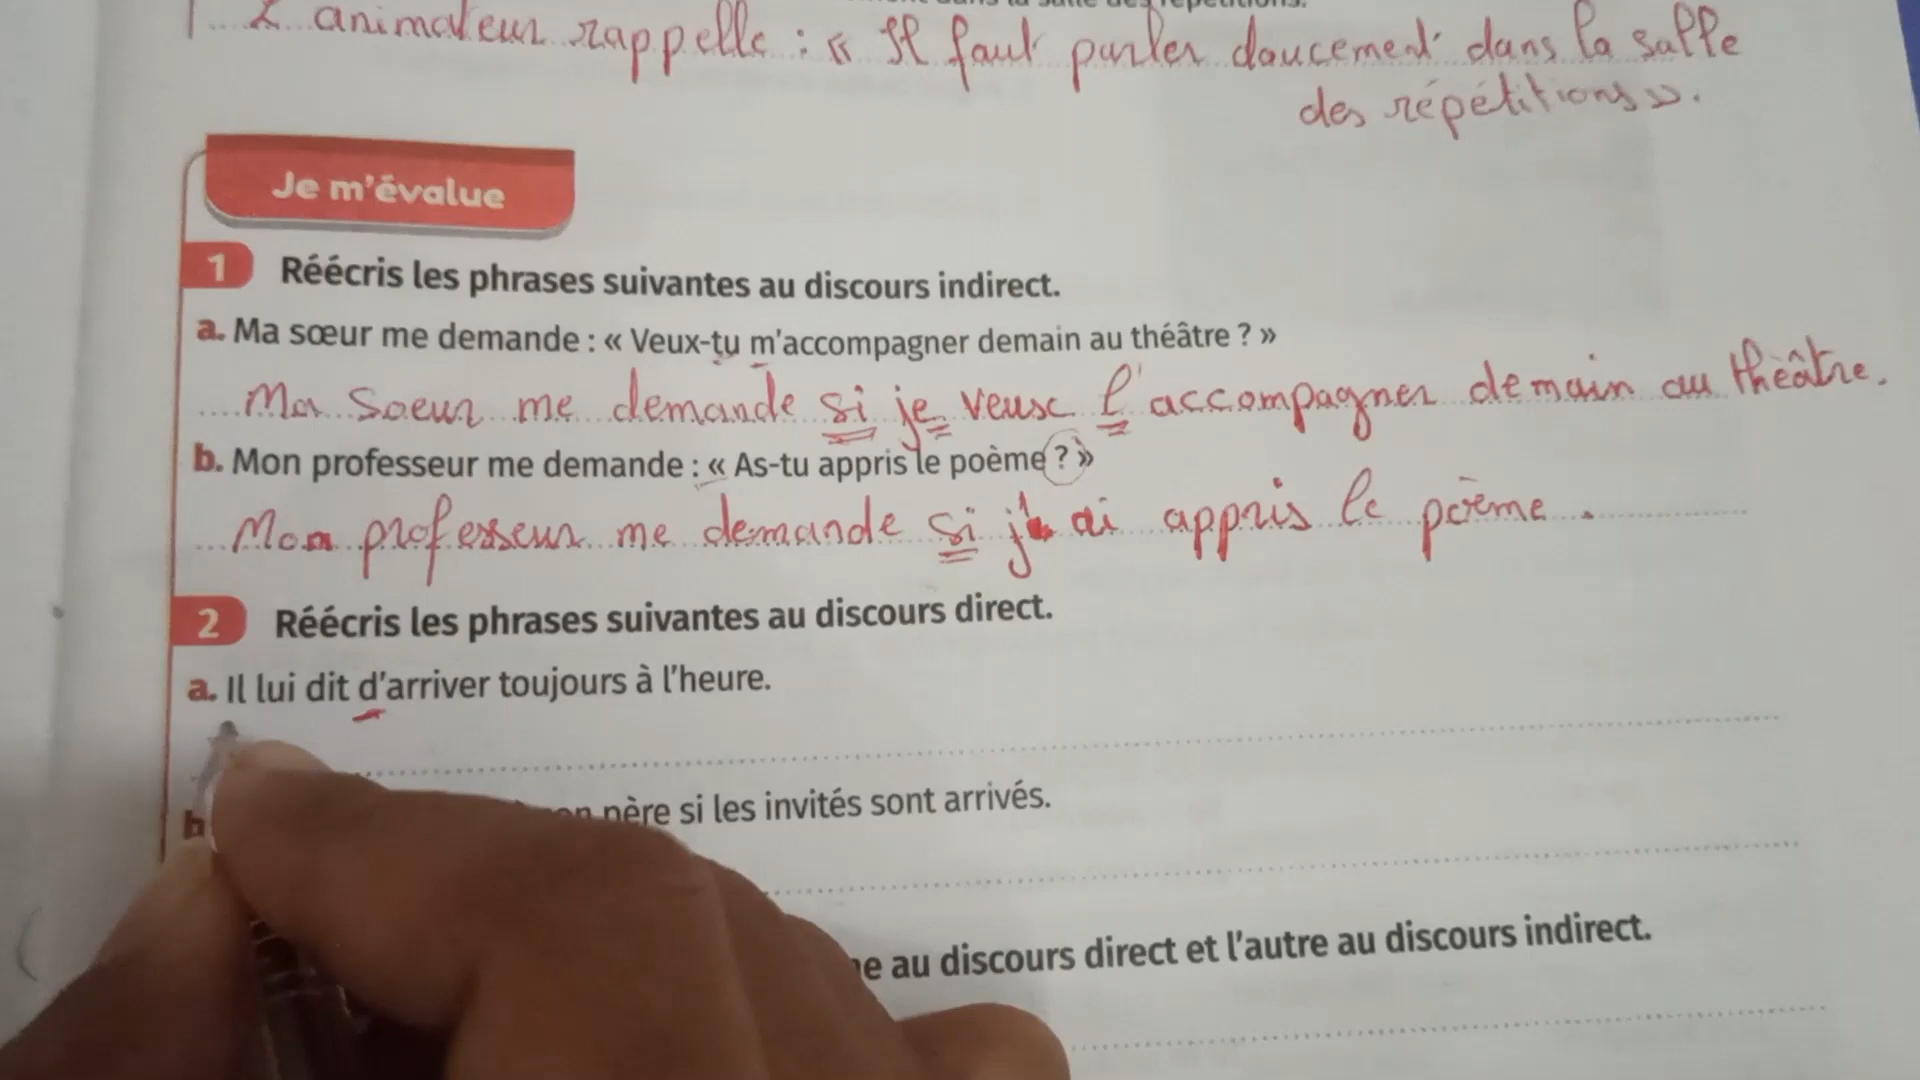 L'animateur rappelle : « Il faut parler doucement dans la salle
des répétitions ».
Je m'évalue
1 Réécris les phrases suivantes au discours indirect.
a. Ma sœur me demande : « Veux-tu m'accompagner demain au théâtre ? »
Ma soeur me demande si je veux l'accompagner demain au théâtre.
b. Mon professeur me demande : « As-tu appris le poème ? »
Mon professeur me demande si j'ai appris le poème.
2 Réécris les phrases suivantes au discours direct.
a. Il lui dit d'arriver toujours à l'heure.
b père si les invités sont arrivés.
au discours direct et l'autre au discours indirect.